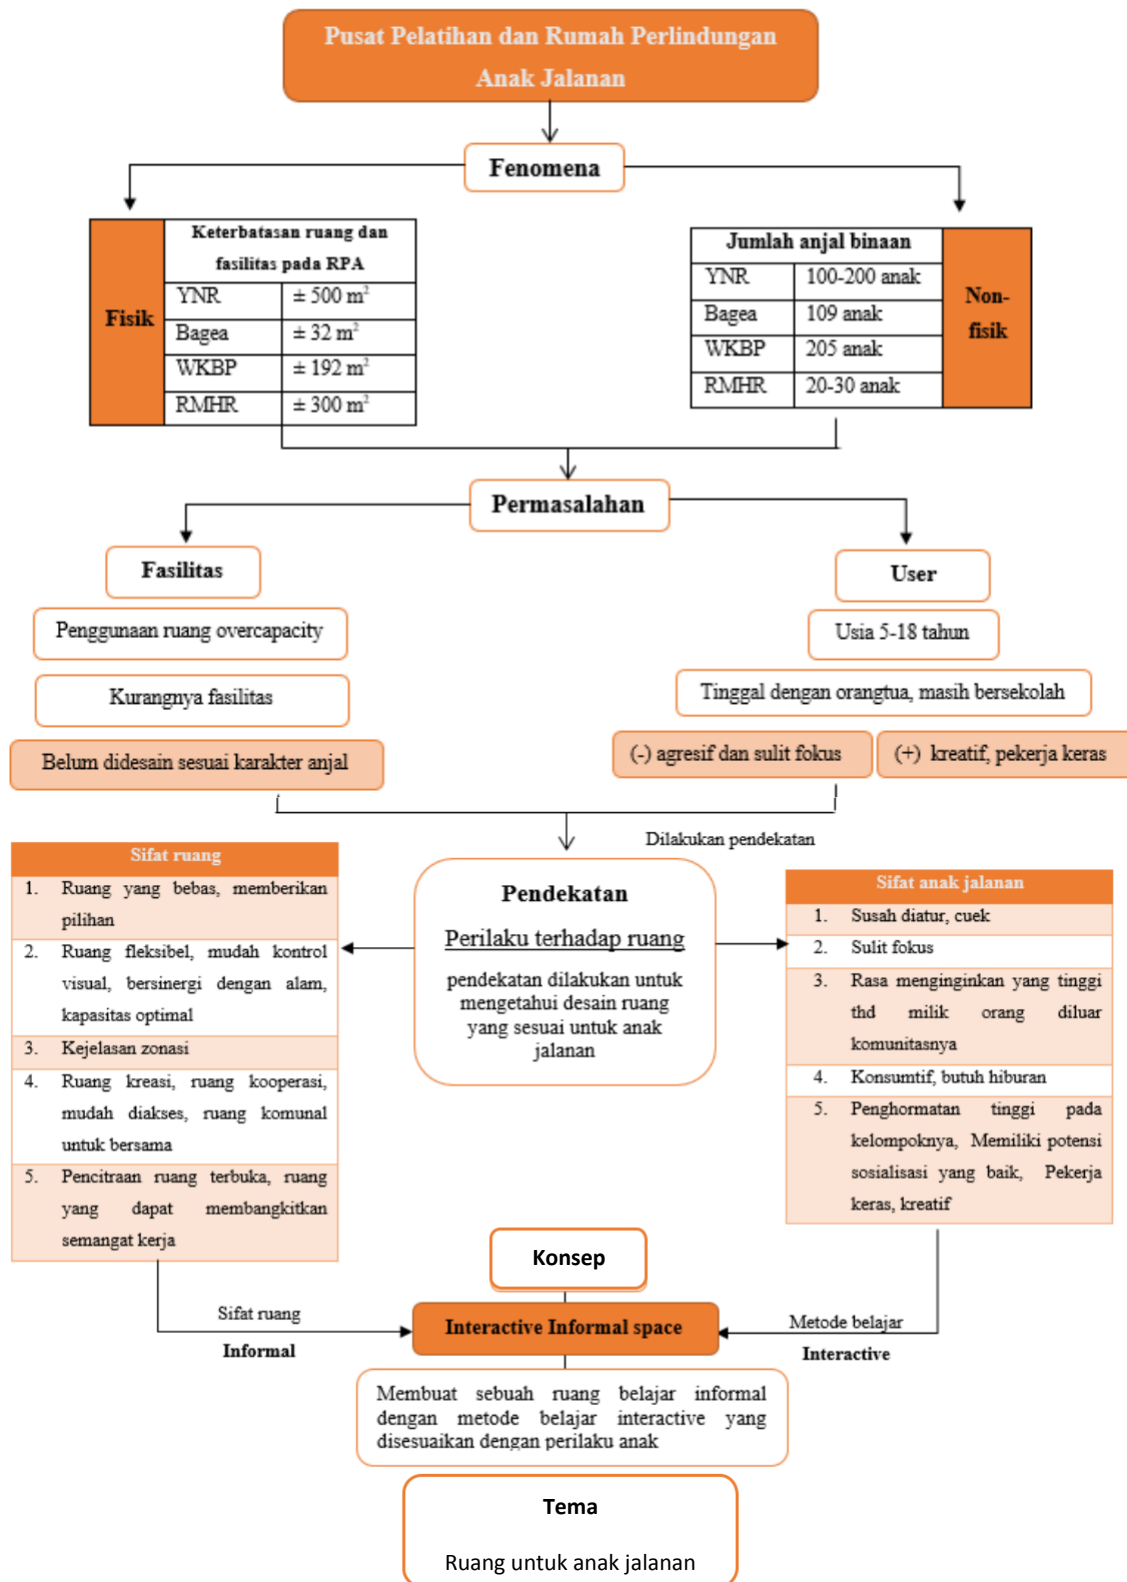 Pusat Pelatihan dan Rumah Perlindungan
Anak Jalanan
Fenomena
Fisik
Keterbatasan ruang dan
fasilitas pada RPA
YNR ± 500 m²
Bagea ± 32 m²
WKBP ± 192 m²
RMHR ± 300 m²
Jumlah anjal binaan
YNR 100-200 anak
Bagea 109 anak
WKBP 205 anak
RMHR 20-30 anak
Non-
fisik
Permasalahan
Fasilitas
Penggunaan ruang overcapacity
Kurangnya fasilitas
Belum didesain sesuai karakter anjal
User
Usia 5-18 tahun
Tinggal dengan orangtua, masih bersekolah
(-) agresif dan sulit fokus
(+) kreatif, pekerja keras
Dilakukan pendekatan
Sifat ruang
1. Ruang yang bebas, memberikan
pilihan
2. Ruang fleksibel, mudah kontrol
visual, bersinergi dengan alam,
kapasitas optimal
3. Kejelasan zonasi
4. Ruang kreasi, ruang kooperasi,
mudah diakses, ruang komunal
untuk bersama
5. Pencitraan ruang terbuka, ruang
yang dapat membangkitkan
semangat kerja
Pendekatan
Perilaku terhadap ruang
pendekatan dilakukan untuk
mengetahui desain ruang
yang sesuai untuk anak
jalanan
Sifat anak jalanan
1. Susah diatur, cuek
2. Sulit fokus
3. Rasa menginginkan yang tinggi
thd milik orang diluar
komunitasnya
4. Konsumtif, butuh hiburan
5. Penghormatan tinggi pada
kelompoknya, Memiliki potensi
sosialisasi yang baik, Pekerja
keras, kreatif
Konsep
Sifat ruang
Informal
Interactive Informal space
Metode belajar
Interactive
Membuat sebuah ruang belajar informal
dengan metode belajar interactive yang
disesuaikan dengan perilaku anak
Tema
Ruang untuk anak jalanan